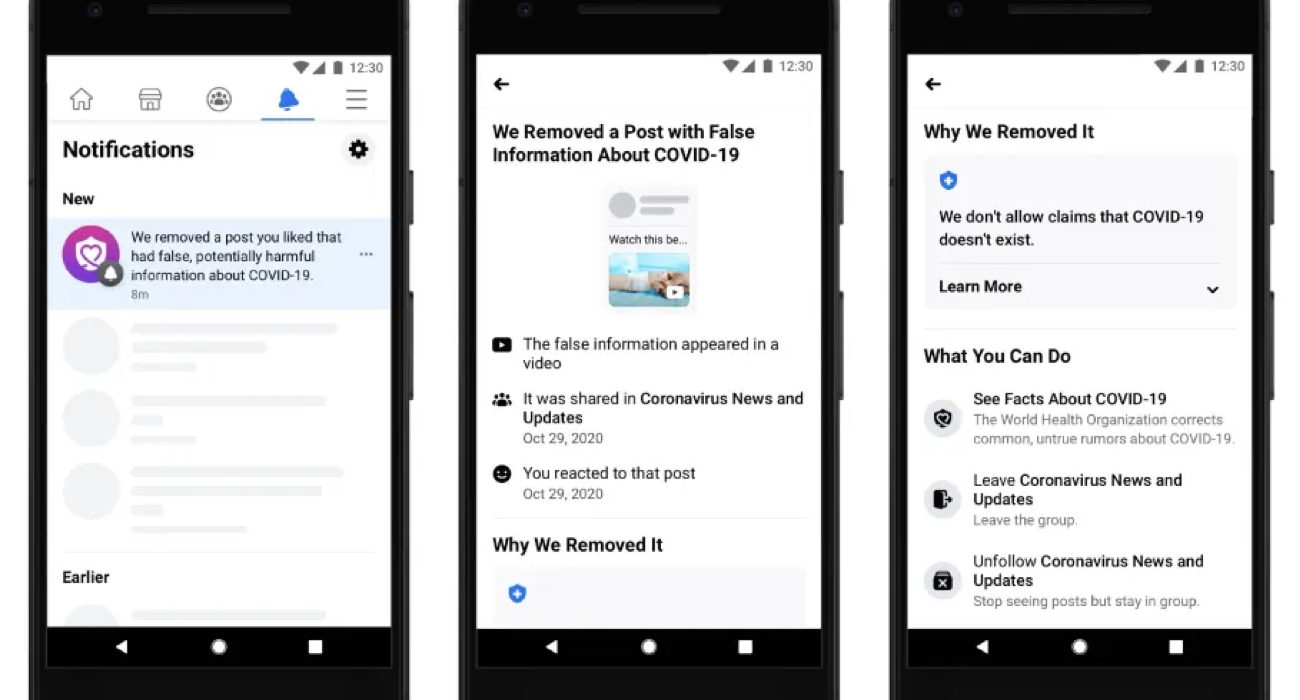 12:30
Notifications
New
We removed a post you liked that
had false, potentially harmful
information about COVID-19.
8m
Earlier
12:30
We Removed a Post with False
Information About COVID-19
Watch this be...
The false information appeared in a
video
It was shared in Coronavirus News and
Updates
Oct 29, 2020
You reacted to that post
Oct 29, 2020
Why We Removed It
12:30
Why We Removed It
We don't allow claims that COVID-19
doesn't exist.
Learn More
What You Can Do
See Facts About COVID-19
The World Health Organization corrects
common, untrue rumors about COVID-19.
Leave Coronavirus News and
Updates
Leave the group.
Unfollow Coronavirus News and
Updates
Stop seeing posts but stay in group.